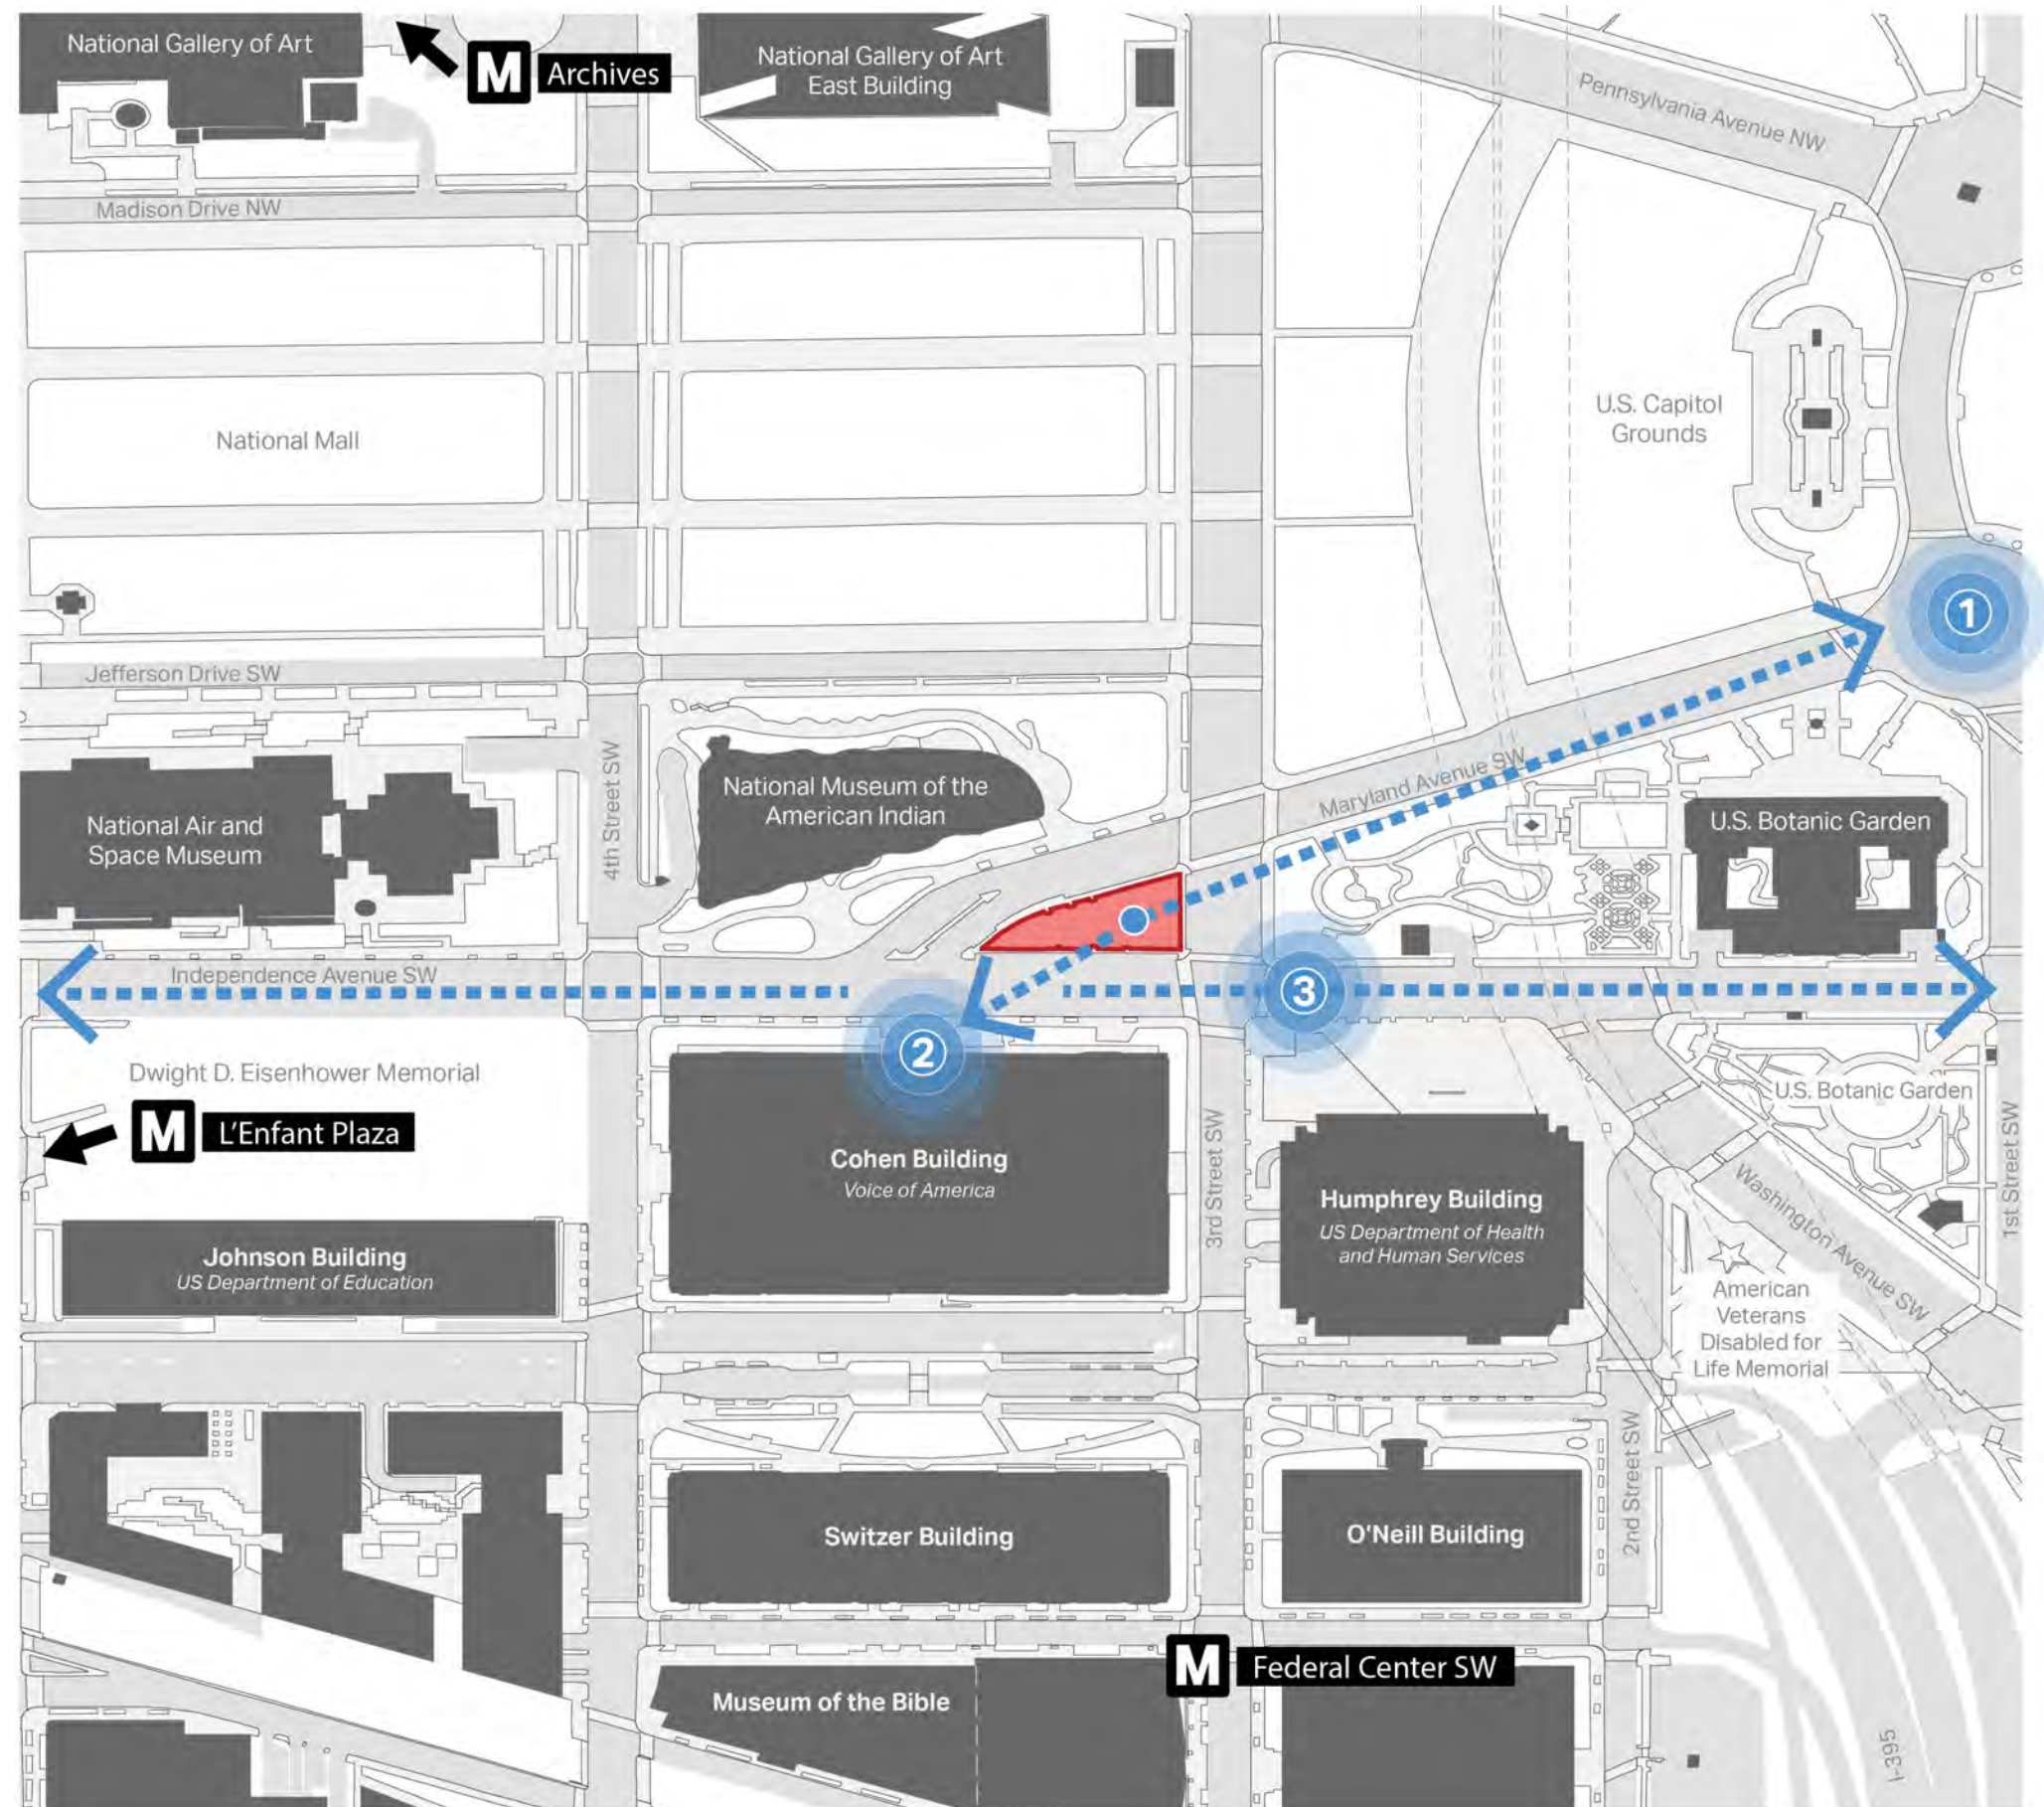 National Gallery of Art
M Archives
National Gallery of Art
East Building
Pennsylvania Avenue NW
Madison Drive NW
U.S. Capitol
Grounds
National Mall
1
Jefferson Drive SW
4th Street SW
National Museum of the
American Indian
Maryland Avenue SW
National Air and
Space Museum
U.S. Botanic Garden
Independence Avenue SW
3
2
Dwight D. Eisenhower Memorial
M L'Enfant Plaza
U.S. Botanic Garden
Cohen Building
Voice of America
3rd Street SW
Humphrey Building
US Department of Health
and Human Services
Washington Avenue SW
1st Street SW
Johnson Building
US Department of Education
American
Veterans
Disabled for
Life Memorial
2nd Street SW
Switzer Building
O'Neill Building
M Federal Center SW
Museum of the Bible
I-395